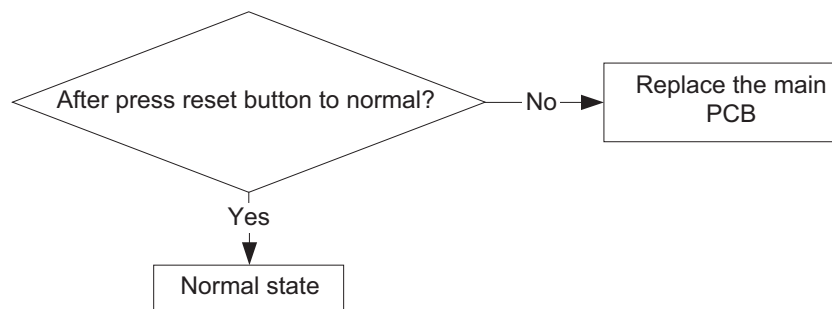 After press reset button to normal?
No
Replace the main
PCB
Yes
Normal state